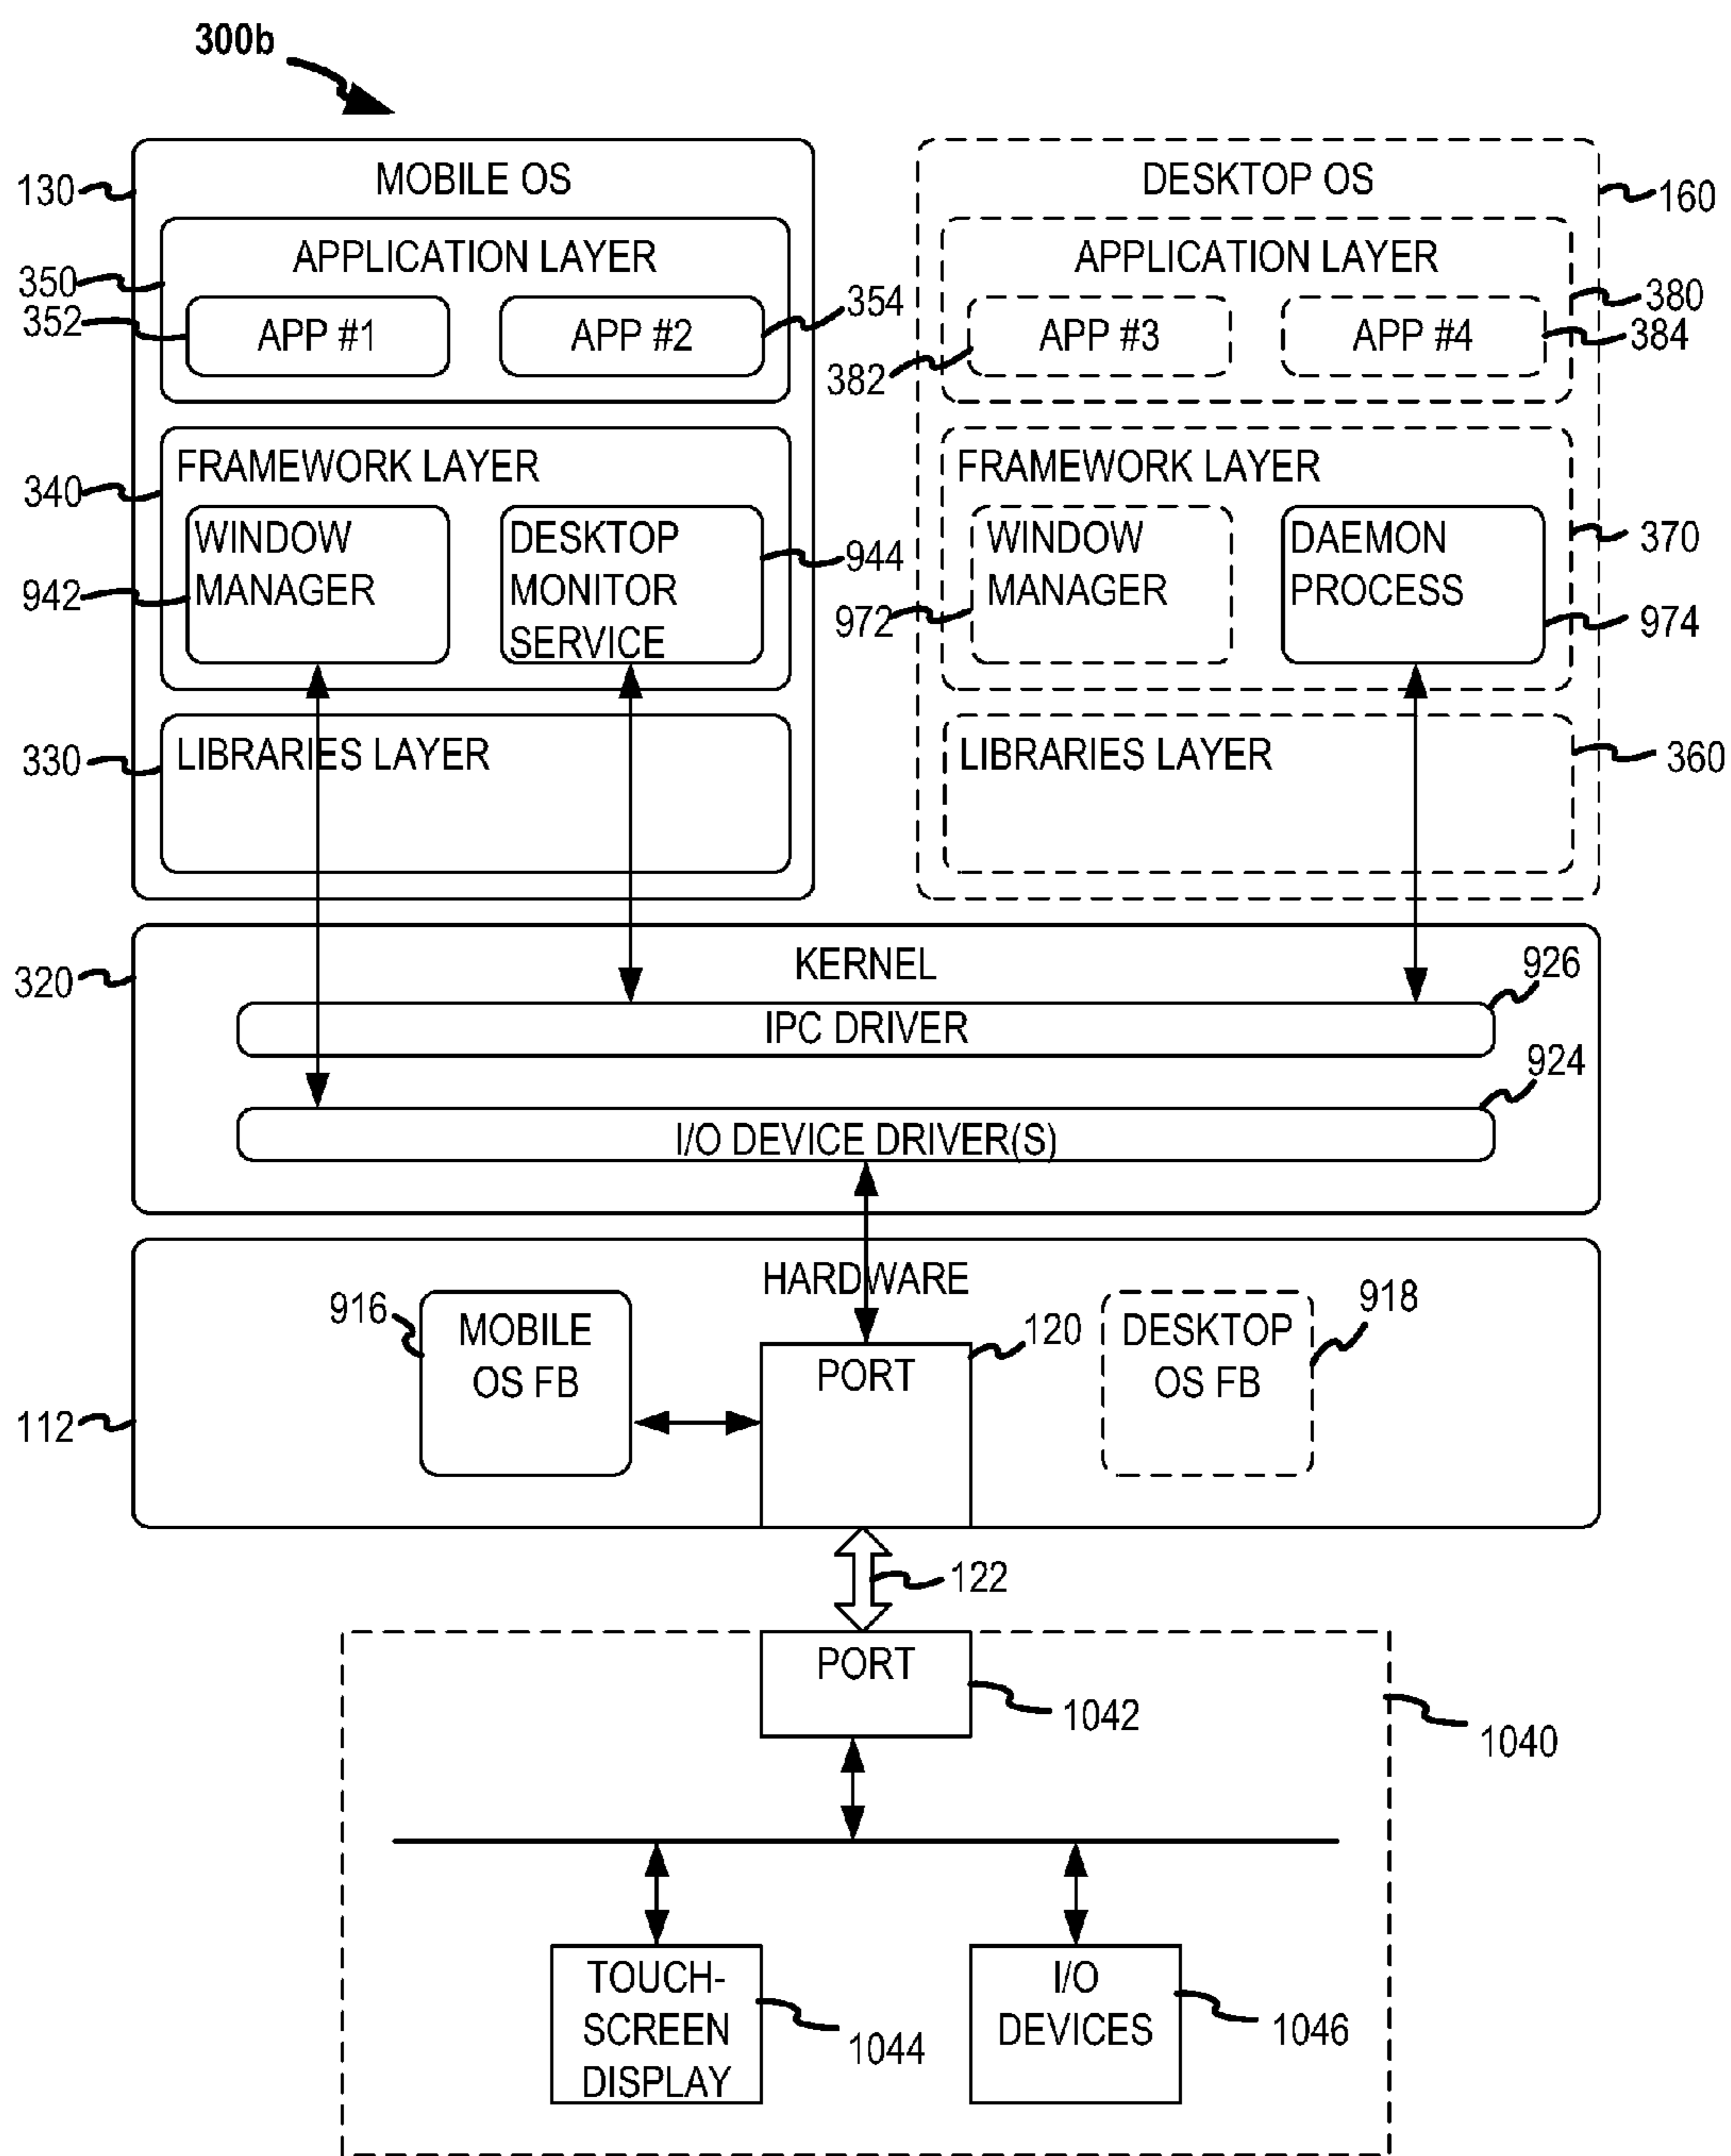 300b
MOBILE OS
DESKTOP OS
130
160
APPLICATION LAYER
APPLICATION LAYER
350
380
352
APP #1
APP #2
354
382
APP #3
APP #4
384
FRAMEWORK LAYER
FRAMEWORK LAYER
340
370
WINDOW
MANAGER
942
DESKTOP
MONITOR
SERVICE
944
WINDOW
MANAGER
972
DAEMON
PROCESS
974
LIBRARIES LAYER
LIBRARIES LAYER
330
360
KERNEL
320
926
IPC DRIVER
924
I/O DEVICE DRIVER(S)
HARDWARE
916
MOBILE
OS FB
PORT
120
DESKTOP
OS FB
918
112
122
PORT
1042
1040
TOUCH-
SCREEN
DISPLAY
1044
I/O
DEVICES
1046